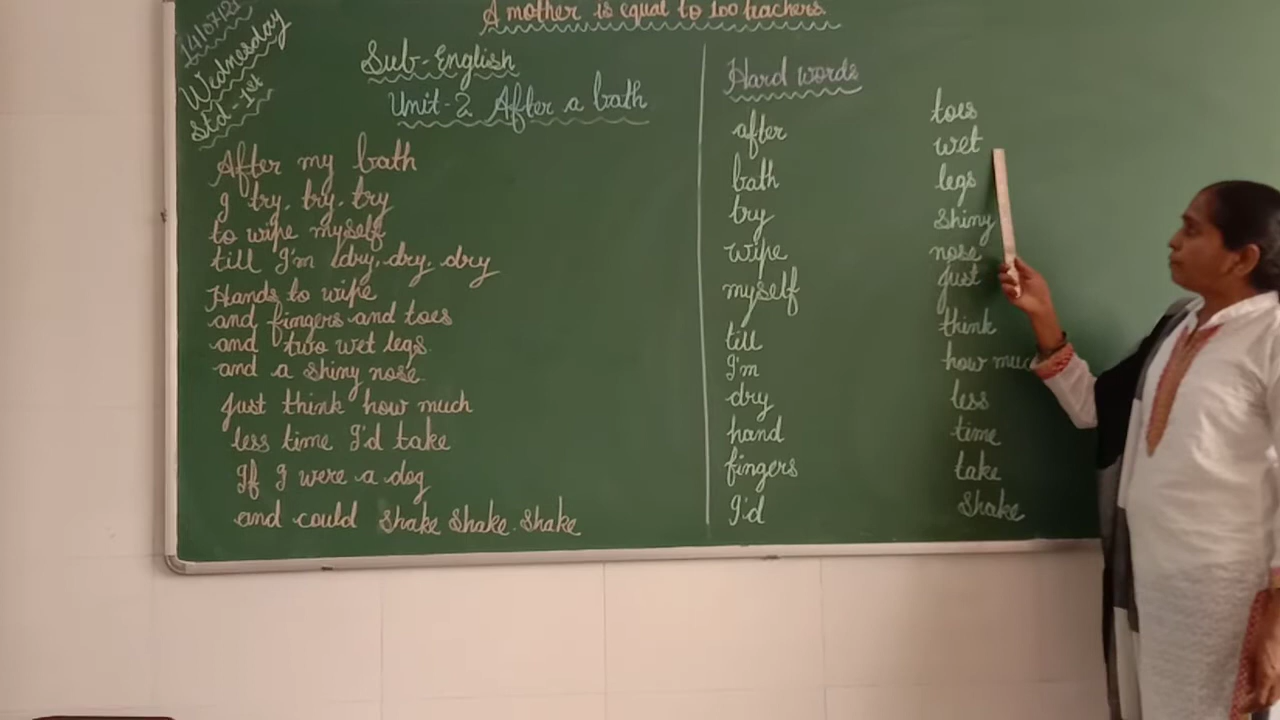 A mother is equal to 100 teachers.
14/07/21
Wednesday
Std-1st
Sub-English
Unit-2 After a bath
After my bath
I try, try, try
to wipe myself
till I'm dry, dry, dry
Hands to wipe
and fingers and toes
and two wet legs
and a shiny nose.
Just think how much
less time I'd take
If I were a dog
and could shake shake shake
Hard words
after
bath
try
wipe
myself
till
I'm
dry
hand
fingers
I'd
toes
wet
legs
shiny
nose
just
think
how much
less
time
take
shake